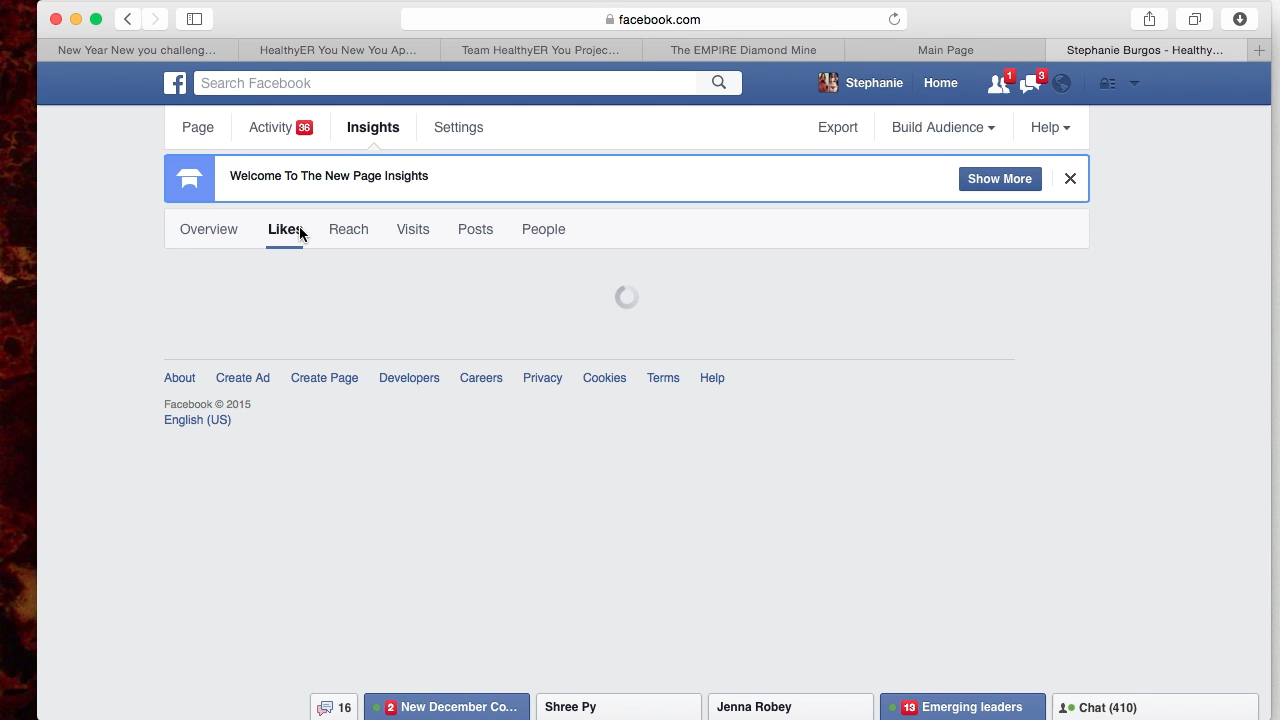 facebook.com
New Year New you challeng...
HealthyER You New You Ap...
Team HealthyER You Projec...
The EMPIRE Diamond Mine
Main Page
Stephanie Burgos - Healthy...
Search Facebook
Stephanie
Home
1
3
Page
Activity 36
Insights
Settings
Export
Build Audience
Help
Welcome To The New Page Insights
Show More
Overview
Likes
Reach
Visits
Posts
People
About
Create Ad
Create Page
Developers
Careers
Privacy
Cookies
Terms
Help
Facebook © 2015
English (US)
16
2 New December Co...
Shree Py
Jenna Robey
13 Emerging leaders
Chat (410)